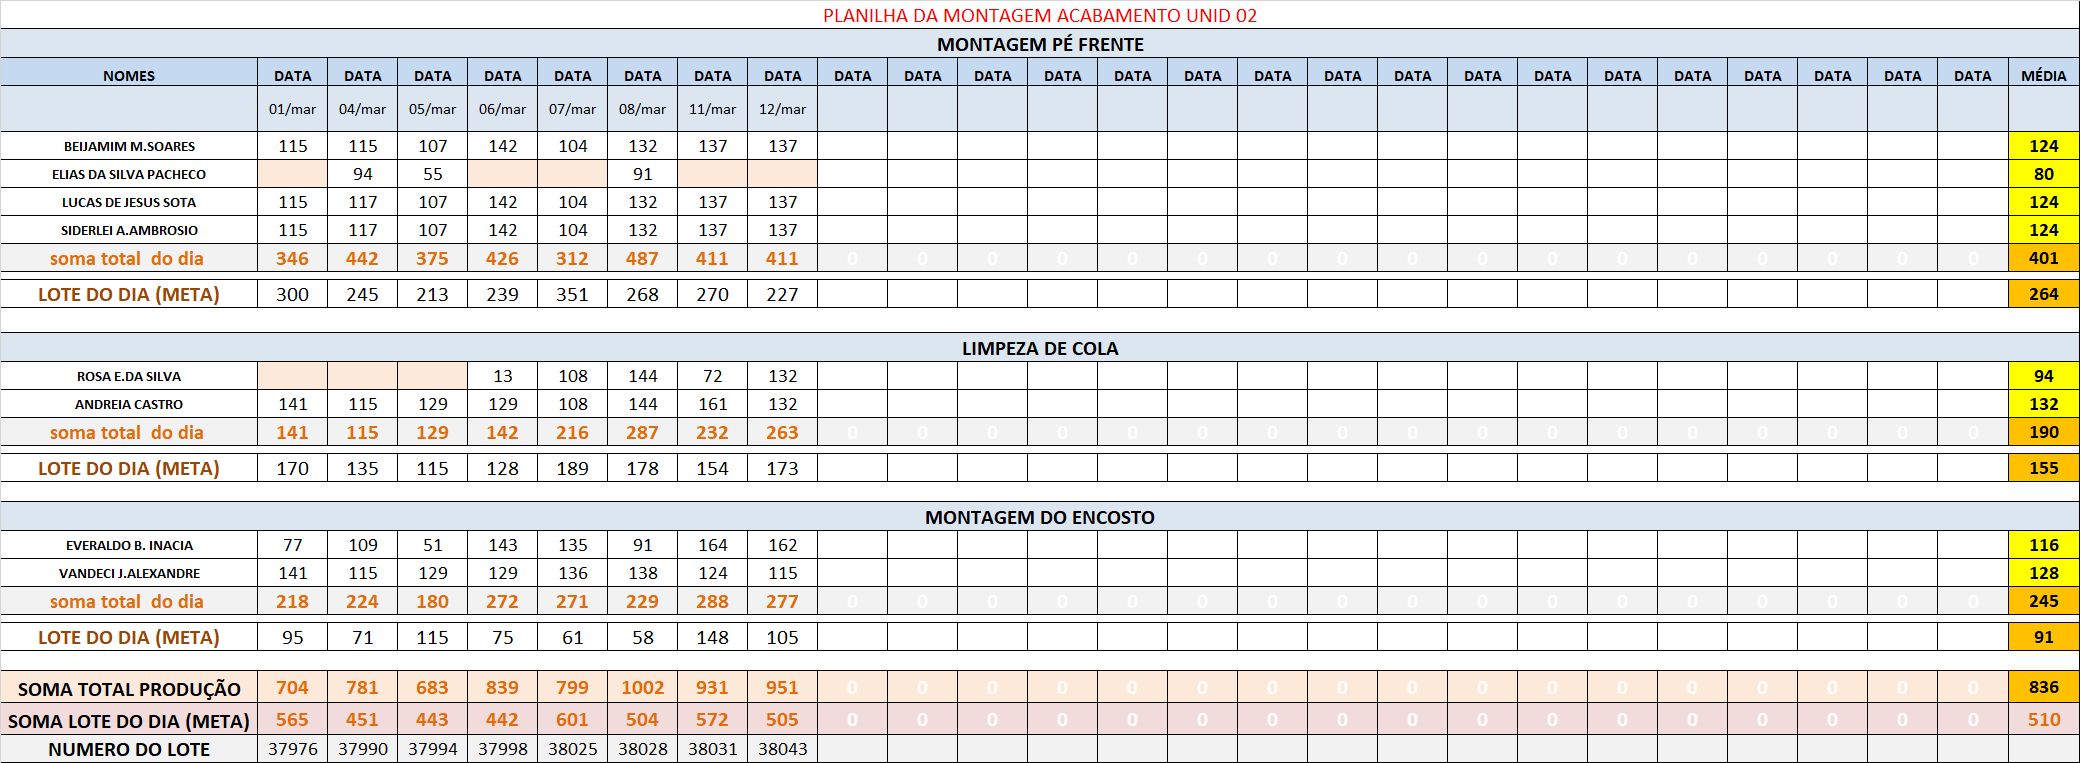 PLANILHA DA MONTAGEM ACABAMENTO UNID 02
MONTAGEM PÉ FRENTE
NOMES DATA DATA DATA DATA DATA DATA DATA DATA DATA DATA DATA DATA DATA DATA DATA DATA DATA DATA DATA DATA DATA DATA DATA DATA DATA MÉDIA
01/mar 04/mar 05/mar 06/mar 07/mar 08/mar 11/mar 12/mar
BEIJAMIM M.SOARES 115 115 107 142 104 132 137 137 124
ELIAS DA SILVA PACHECO 94 55 91 80
LUCAS DE JESUS SOTA 115 117 107 142 104 132 137 137 124
SIDERLEI A.AMBROSIO 115 117 107 142 104 132 137 137 124
soma total do dia 346 442 375 426 312 487 411 411 0 0 0 0 0 0 0 0 0 0 0 0 0 0 0 0 0 401
LOTE DO DIA (META) 300 245 213 239 351 268 270 227 264
LIMPEZA DE COLA
ROSA E.DA SILVA 13 108 144 72 132 94
ANDREIA CASTRO 141 115 129 129 108 144 161 132 132
soma total do dia 141 115 129 142 216 287 232 263 0 0 0 0 0 0 0 0 0 0 0 0 0 0 0 0 0 190
LOTE DO DIA (META) 170 135 115 128 189 178 154 173 155
MONTAGEM DO ENCOSTO
EVERALDO B. INACIA 77 109 51 143 135 91 164 162 116
VANDECI J.ALEXANDRE 141 115 129 129 136 138 124 115 128
soma total do dia 218 224 180 272 271 229 288 277 0 0 0 0 0 0 0 0 0 0 0 0 0 0 0 0 0 245
LOTE DO DIA (META) 95 71 115 75 61 58 148 105 91
SOMA TOTAL PRODUÇÃO 704 781 683 839 799 1002 931 951 0 0 0 0 0 0 0 0 0 0 0 0 0 0 0 0 0 836
SOMA LOTE DO DIA (META) 565 451 443 442 601 504 572 505 0 0 0 0 0 0 0 0 0 0 0 0 0 0 0 0 0 510
NUMERO DO LOTE 37976 37990 37994 37998 38025 38028 38031 38043